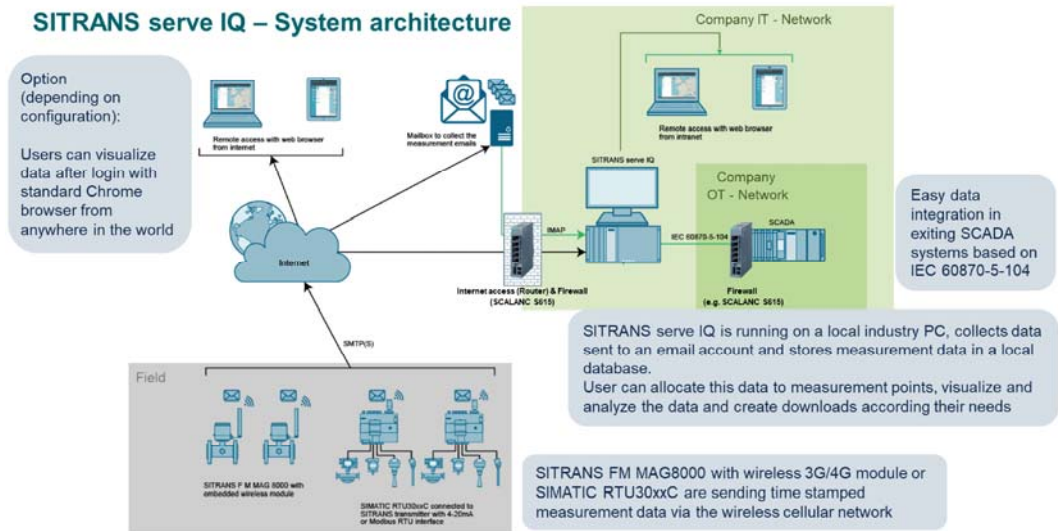 SITRANS serve IQ – System architecture
Company IT - Network
Option
(depending on
configuration):
Users can visualize
data after login with
standard Chrome
browser from
anywhere in the world
Remote access with web browser
from internet
Mailbox to collect the
measurement emails
Remote access with web browser
from intranet
SITRANS serve IQ
Company
OT - Network
SCADA
IMAP
IEC 60870-5-104
Internet
Internet access (Router) & Firewall
(SCALANC S615)
Firewall
(e.g. SCALANC S615)
Easy data
integration in
exiting SCADA
systems based on
IEC 60870-5-104
SMTP(S)
SITRANS serve IQ is running on a local industry PC, collects data
sent to an email account and stores measurement data in a local
database.
User can allocate this data to measurement points, visualize and
analyze the data and create downloads according their needs
Field
SITRANS F M MAG 8000 with
embedded wireless module
SIMATIC RTU30xxC connected to
SITRANS transmitter with 4-20mA
or Modbus RTU interface
SITRANS FM MAG8000 with wireless 3G/4G module or
SIMATIC RTU30xxC are sending time stamped
measurement data via the wireless cellular network